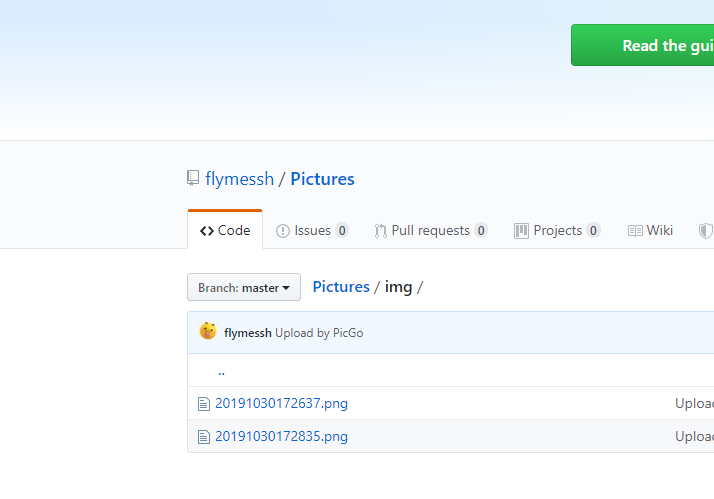 Read the gui
flymessh / Pictures
Code Issues 0 Pull requests 0 Projects 0 Wiki
Branch: master Pictures / img /
flymessh Upload by PicGo
..
20191030172637.png Upload
20191030172835.png Upload